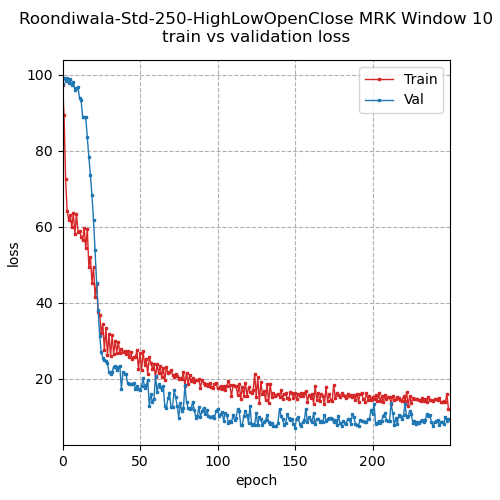 Roondiwala-Std-250-HighLowOpenClose MRK Window 10
train vs validation loss
Train
Val
100
80
60
40
20
loss
0
50
100
150
200
epoch